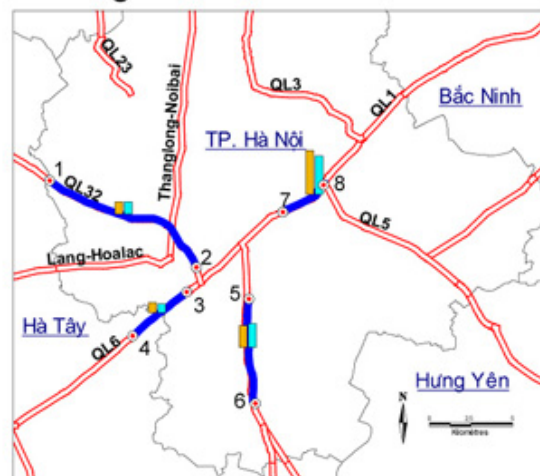 QL23
QL3
QL1
Bắc Ninh
Thanglong-Noibai
TP. Hà Nội
1
QL32
7
8
QL5
Lang-Hoalac
2
3
5
Hà Tây
4
QL6
6
Hưng Yên
N
Kilomètres